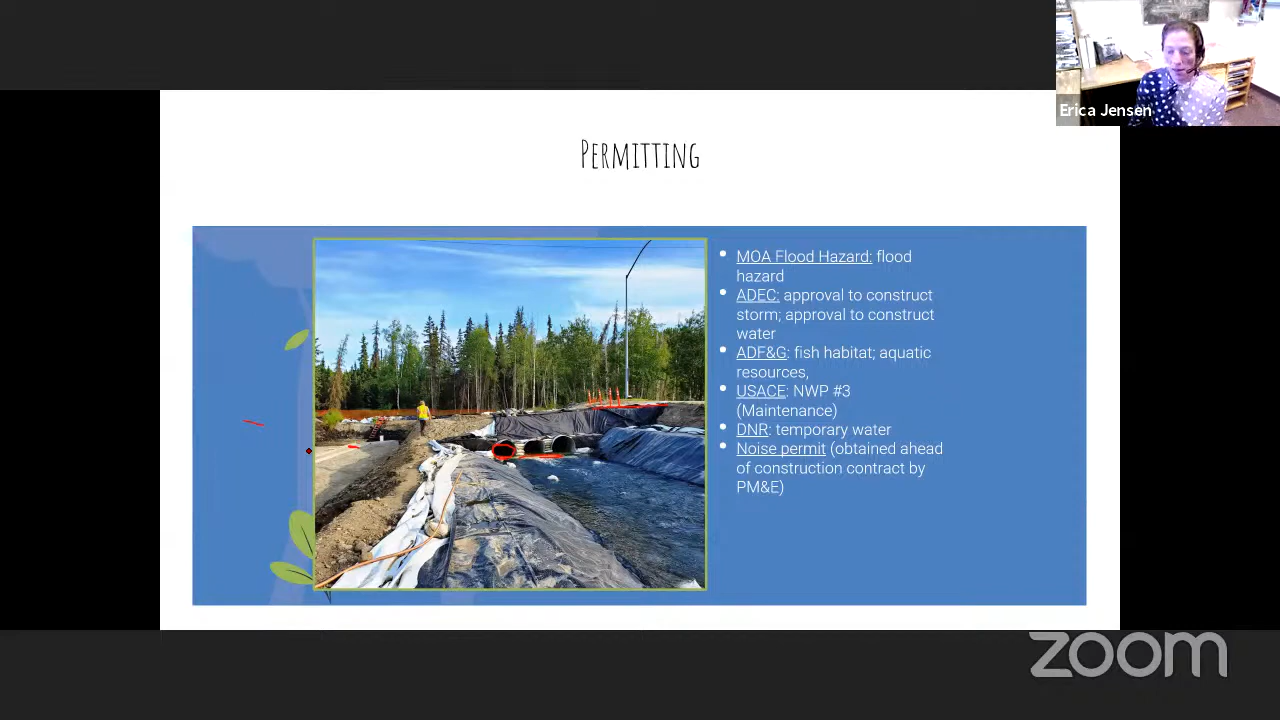 Erica Jensen
PERMITTING
MOA Flood Hazard: flood
hazard
ADEC: approval to construct
storm; approval to construct
water
ADF&G: fish habitat; aquatic
resources,
USACE: NWP #3
(Maintenance)
DNR: temporary water
Noise permit (obtained ahead
of construction contract by
PM&E)
zoom